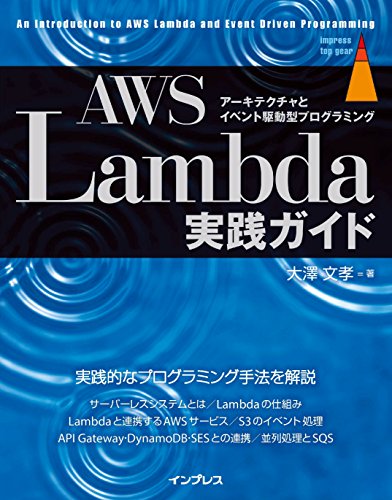 An Introduction to AWS Lambda and Event Driven Programming
impress
top gear
AWS
アーキテクチャと
イベント駆動型プログラミング
Lambda
実践ガイド
大澤 文孝=著
実践的なプログラミング手法を解説
サーバーレスシステムとは/Lambdaの仕組み
Lambdaと連携するAWSサービス/S3のイベント処理
API Gateway・DynamoDB・SESとの連携/並列処理とSQS
インプレス